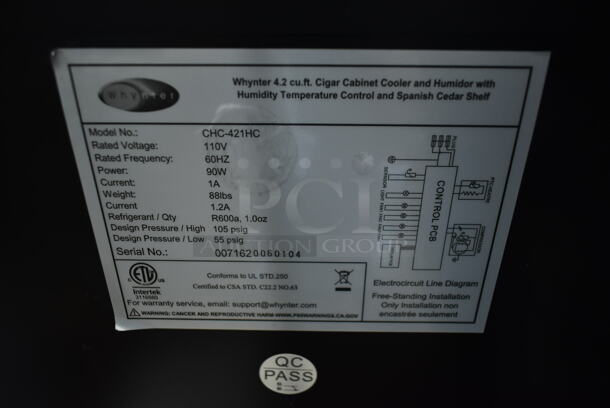 Whynter
Whynter 4.2 cu.ft. Cigar Cabinet Cooler and Humidor with
Humidity Temperature Control and Spanish Cedar Shelf
Model No.: CHC-421HC
Rated Voltage: 110V
Rated Frequency: 60HZ
Power: 90W
Current: 1A
Weight: 88lbs
Current 1.2A
Refrigerant / Qty R600a, 1.0oz
Design Pressure / High 105 psig
Design Pressure / Low 55 psig
Serial No.: 0071620060104
CONTROL PCB
Electrocircuit Line Diagram
Free-Standing Installation
Only Installation non
encastrée seulement
ETL
Intertek
Conforms to UL STD.250
Certified to CSA STD. C22.2 NO.63
For warranty service, email: support@whynter.com
WARNING: CANCER AND REPRODUCTIVE HARM-WWW.P65WARNINGS.CA.GOV
PCI
AUCTION GROUP
QC
PASS